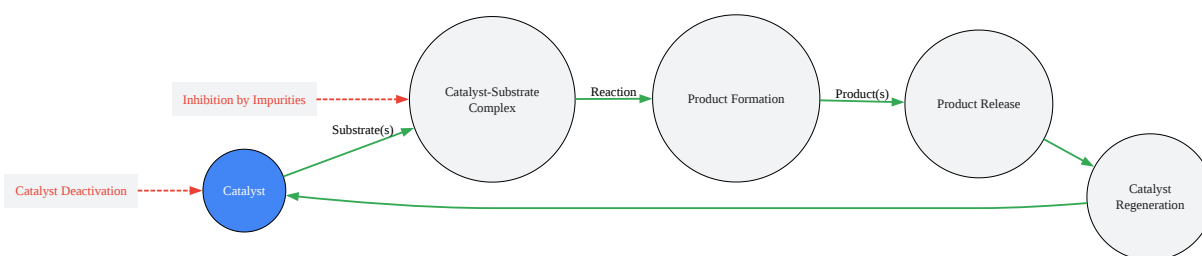 Inhibition by Impurities
Catalyst Deactivation
Catalyst
Substrate(s)
Catalyst-Substrate
Complex
Reaction
Product Formation
Product(s)
Product Release
Catalyst
Regeneration